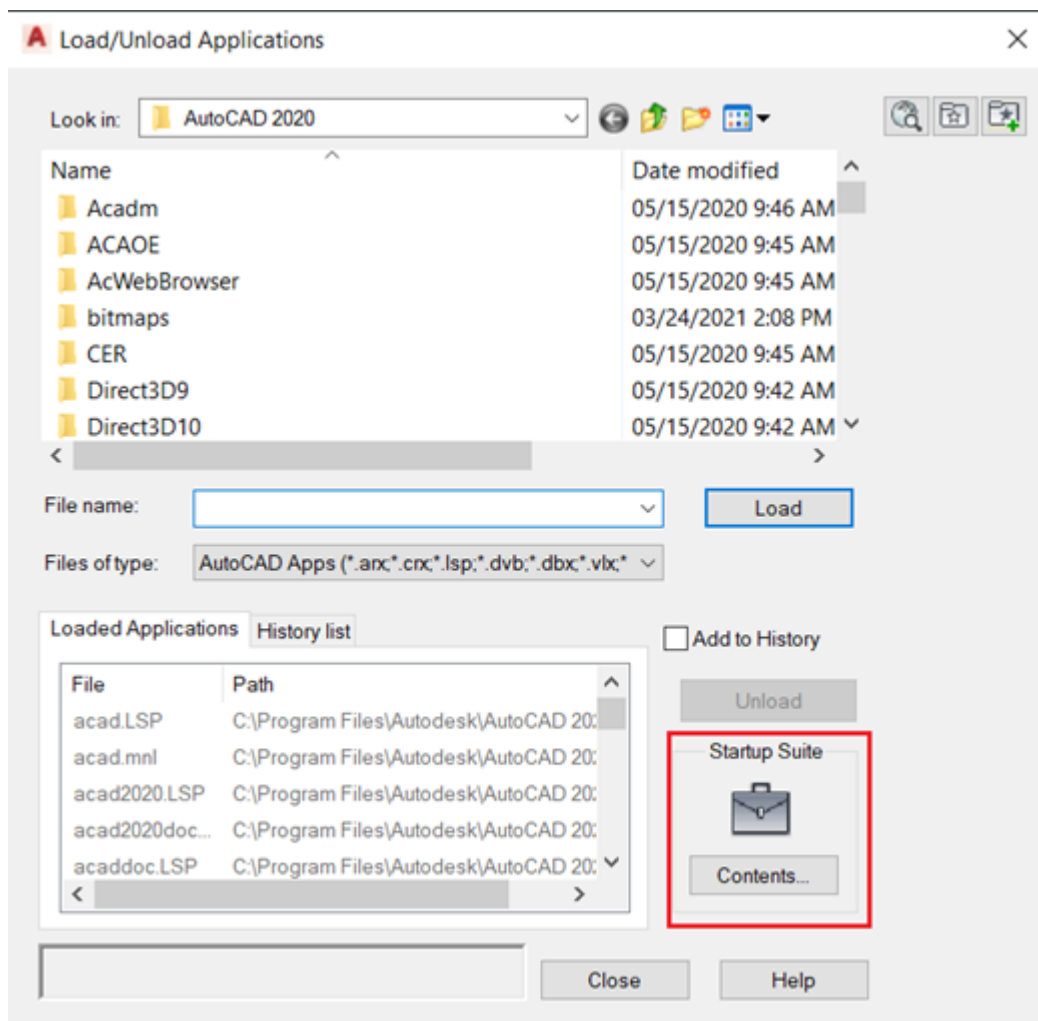 Load/Unload Applications
Look in: AutoCAD 2020
Name Date modified
Acadm 05/15/2020 9:46 AM
ACAOE 05/15/2020 9:45 AM
AcWebBrowser 05/15/2020 9:45 AM
bitmaps 03/24/2021 2:08 PM
CER 05/15/2020 9:45 AM
Direct3D9 05/15/2020 9:42 AM
Direct3D10 05/15/2020 9:42 AM
File name: Load
Files of type: AutoCAD Apps (*.arx;*.crx;*.lsp;*.dvb;*.dbx;*.vlx;*
Loaded Applications History list
Add to History
File Path
Unload
acad.LSP C:\Program Files\Autodesk\AutoCAD 202
acad.mnl C:\Program Files\Autodesk\AutoCAD 202
acad2020.LSP C:\Program Files\Autodesk\AutoCAD 202
acad2020doc... C:\Program Files\Autodesk\AutoCAD 202
acaddoc.LSP C:\Program Files\Autodesk\AutoCAD 202
Startup Suite
Contents...
Close Help